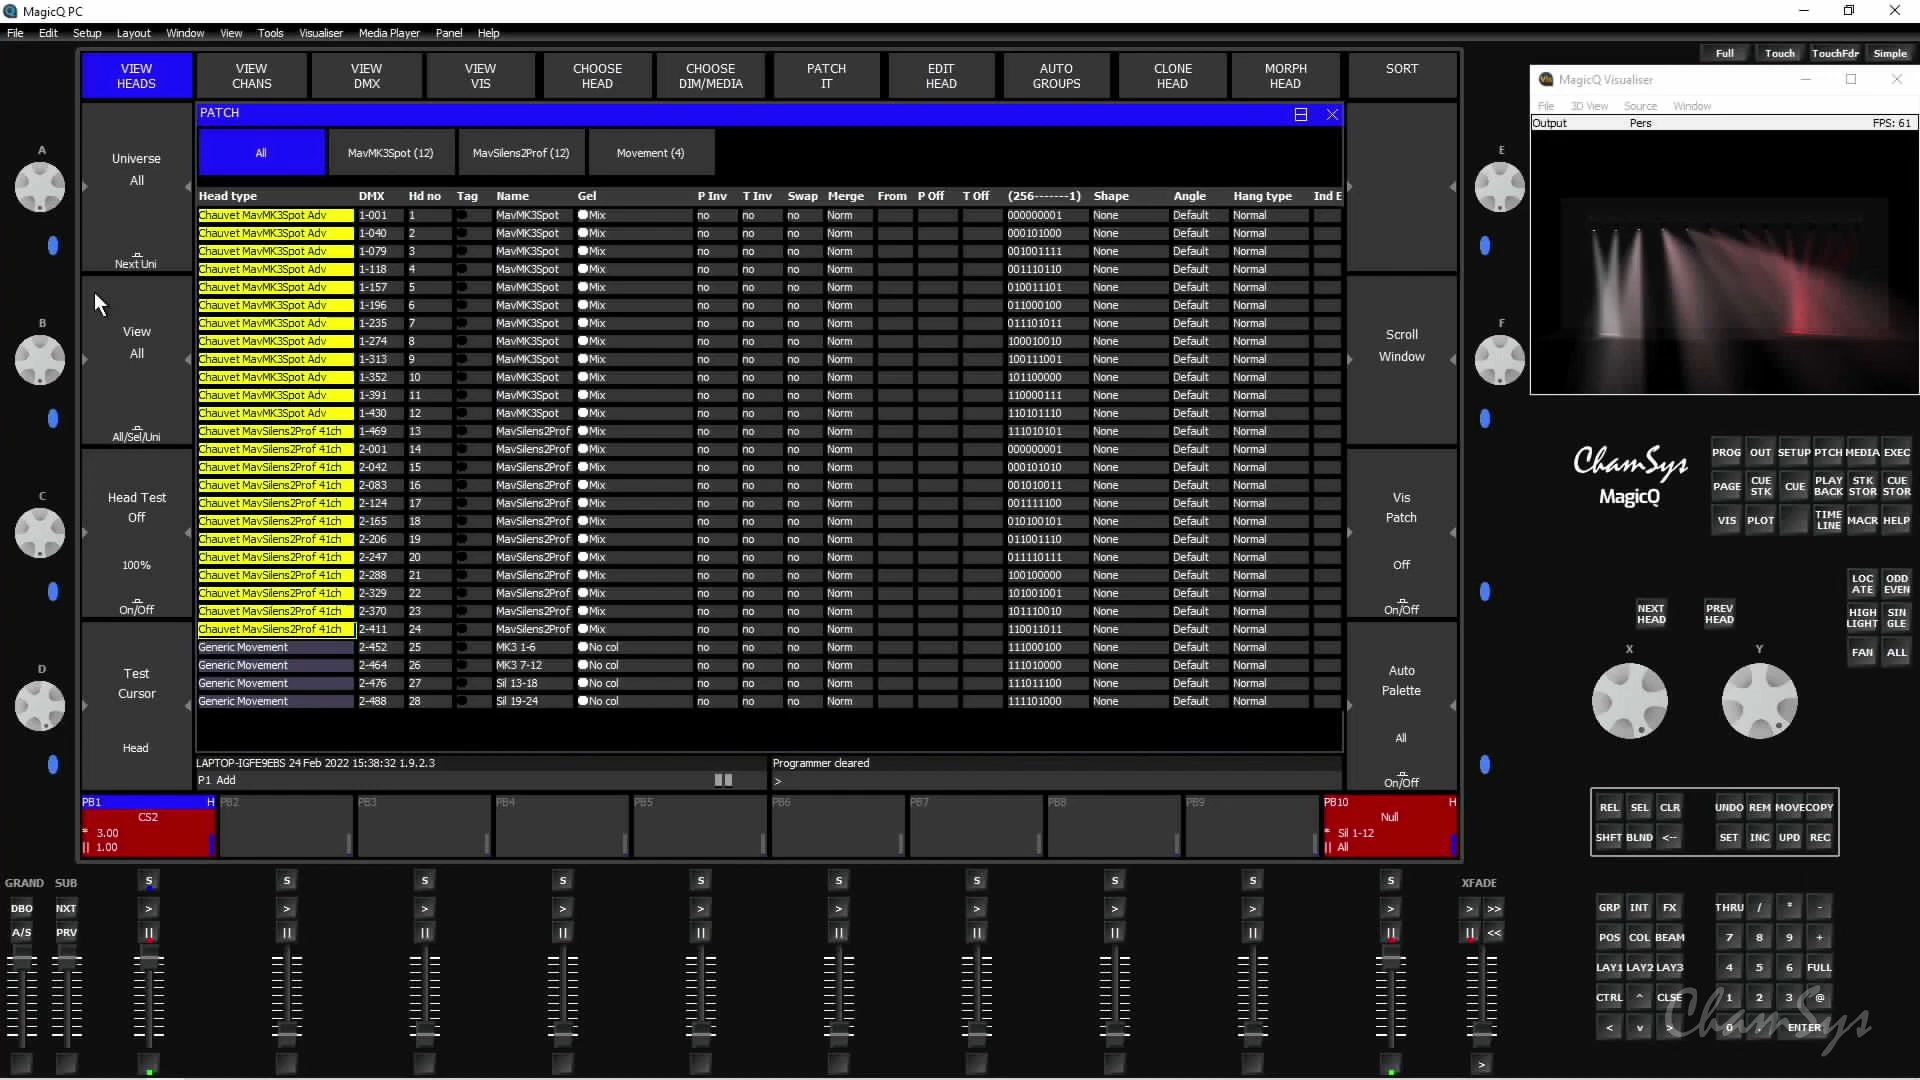 MagicQ PC
File Edit Setup Layout Window View Tools Visualiser Media Player Panel Help
Full Touch TouchFdr Simple
VIEW HEADS
VIEW CHANS
VIEW DMX
VIEW VIS
CHOOSE HEAD
CHOOSE DIM/MEDIA
PATCH IT
EDIT HEAD
AUTO GROUPS
CLONE HEAD
MORPH HEAD
SORT
PATCH
All MavMK3Spot (12) MavSilens2Prof (12) Movement (4)
Head type DMX Hd no Tag Name Gel P Inv T Inv Swap Merge From P Off T Off (256-------1) Shape Angle Hang type Ind E
Chauvet MavMK3Spot Adv 1-001 1 MavMK3Spot Mix no no no Norm 000000001 None Default Normal
Chauvet MavMK3Spot Adv 1-040 2 MavMK3Spot Mix no no no Norm 000101000 None Default Normal
Chauvet MavMK3Spot Adv 1-079 3 MavMK3Spot Mix no no no Norm 001001111 None Default Normal
Chauvet MavMK3Spot Adv 1-118 4 MavMK3Spot Mix no no no Norm 001110110 None Default Normal
Chauvet MavMK3Spot Adv 1-157 5 MavMK3Spot Mix no no no Norm 010011101 None Default Normal
Chauvet MavMK3Spot Adv 1-196 6 MavMK3Spot Mix no no no Norm 011000100 None Default Normal
Chauvet MavMK3Spot Adv 1-235 7 MavMK3Spot Mix no no no Norm 011101011 None Default Normal
Chauvet MavMK3Spot Adv 1-274 8 MavMK3Spot Mix no no no Norm 100010010 None Default Normal
Chauvet MavMK3Spot Adv 1-313 9 MavMK3Spot Mix no no no Norm 100111001 None Default Normal
Chauvet MavMK3Spot Adv 1-352 10 MavMK3Spot Mix no no no Norm 101100000 None Default Normal
Chauvet MavMK3Spot Adv 1-391 11 MavMK3Spot Mix no no no Norm 110000111 None Default Normal
Chauvet MavMK3Spot Adv 1-430 12 MavMK3Spot Mix no no no Norm 110101110 None Default Normal
Chauvet MavSilens2Prof 41ch 1-469 13 MavSilens2Prof Mix no no no Norm 111010101 None Default Normal
Chauvet MavSilens2Prof 41ch 2-001 14 MavSilens2Prof Mix no no no Norm 000000001 None Default Normal
Chauvet MavSilens2Prof 41ch 2-042 15 MavSilens2Prof Mix no no no Norm 000101010 None Default Normal
Chauvet MavSilens2Prof 41ch 2-083 16 MavSilens2Prof Mix no no no Norm 001010011 None Default Normal
Chauvet MavSilens2Prof 41ch 2-124 17 MavSilens2Prof Mix no no no Norm 001111100 None Default Normal
Chauvet MavSilens2Prof 41ch 2-165 18 MavSilens2Prof Mix no no no Norm 010100101 None Default Normal
Chauvet MavSilens2Prof 41ch 2-206 19 MavSilens2Prof Mix no no no Norm 011001110 None Default Normal
Chauvet MavSilens2Prof 41ch 2-247 20 MavSilens2Prof Mix no no no Norm 011110111 None Default Normal
Chauvet MavSilens2Prof 41ch 2-288 21 MavSilens2Prof Mix no no no Norm 100100000 None Default Normal
Chauvet MavSilens2Prof 41ch 2-329 22 MavSilens2Prof Mix no no no Norm 101001001 None Default Normal
Chauvet MavSilens2Prof 41ch 2-370 23 MavSilens2Prof Mix no no no Norm 101110010 None Default Normal
Chauvet MavSilens2Prof 41ch 2-411 24 MavSilens2Prof Mix no no no Norm 110011011 None Default Normal
Generic Movement 2-452 25 MK3 1-6 No col no no no Norm 111000100 None Default Normal
Generic Movement 2-464 26 MK3 7-12 No col no no no Norm 111010000 None Default Normal
Generic Movement 2-476 27 Sil 13-18 No col no no no Norm 111011100 None Default Normal
Generic Movement 2-488 28 Sil 19-24 No col no no no Norm 111101000 None Default Normal
A
Universe
All
Next Uni
B
View
All
All/Sel/Uni
C
Head Test
Off
100%
On/Off
D
Test
Cursor
Head
E
F
Scroll
Window
Vis
Patch
Off
On/Off
Auto
Palette
All
On/Off
LAPTOP-IGFE9EBS 24 Feb 2022 15:38:32 1.9.2.3
Programmer cleared
P1 Add
>
PB1 H PB2 PB3 PB4 PB5 PB6 PB7 PB8 PB9 PB10 H
CS2
* 3.00
|| 1.00
Null
* Sil 1-12
|| All
GRAND SUB
DBO NXT
A/S PRV
S S S S S S S S S S
> > > > > > > > > >
|| || || || || || || || || ||
XFADE
> >>
|| <<
>
MagicQ Visualiser
File 3D View Source Window
Output Pers FPS: 61
ChamSys
MagicQ
PROG OUT SETUP PTCH MEDIA EXEC
PAGE CUE STK CUE PLAY BACK STK STOR CUE STOR
VIS PLOT TIME LINE MACR HELP
LOC ATE ODD EVEN
NEXT HEAD PREV HEAD HIGH LIGHT SIN GLE
FAN ALL
X Y
REL SEL CLR UNDO REM MOVE COPY
SHFT BLND <-- SET INC UPD REC
GRP INT FX THRU / * -
POS COL BEAM 7 8 9 +
LAY1 LAY2 LAY3 4 5 6 FULL
CTRL ^ CLSE 1 2 3 @
< v > 0 . ENTER
ChamSys